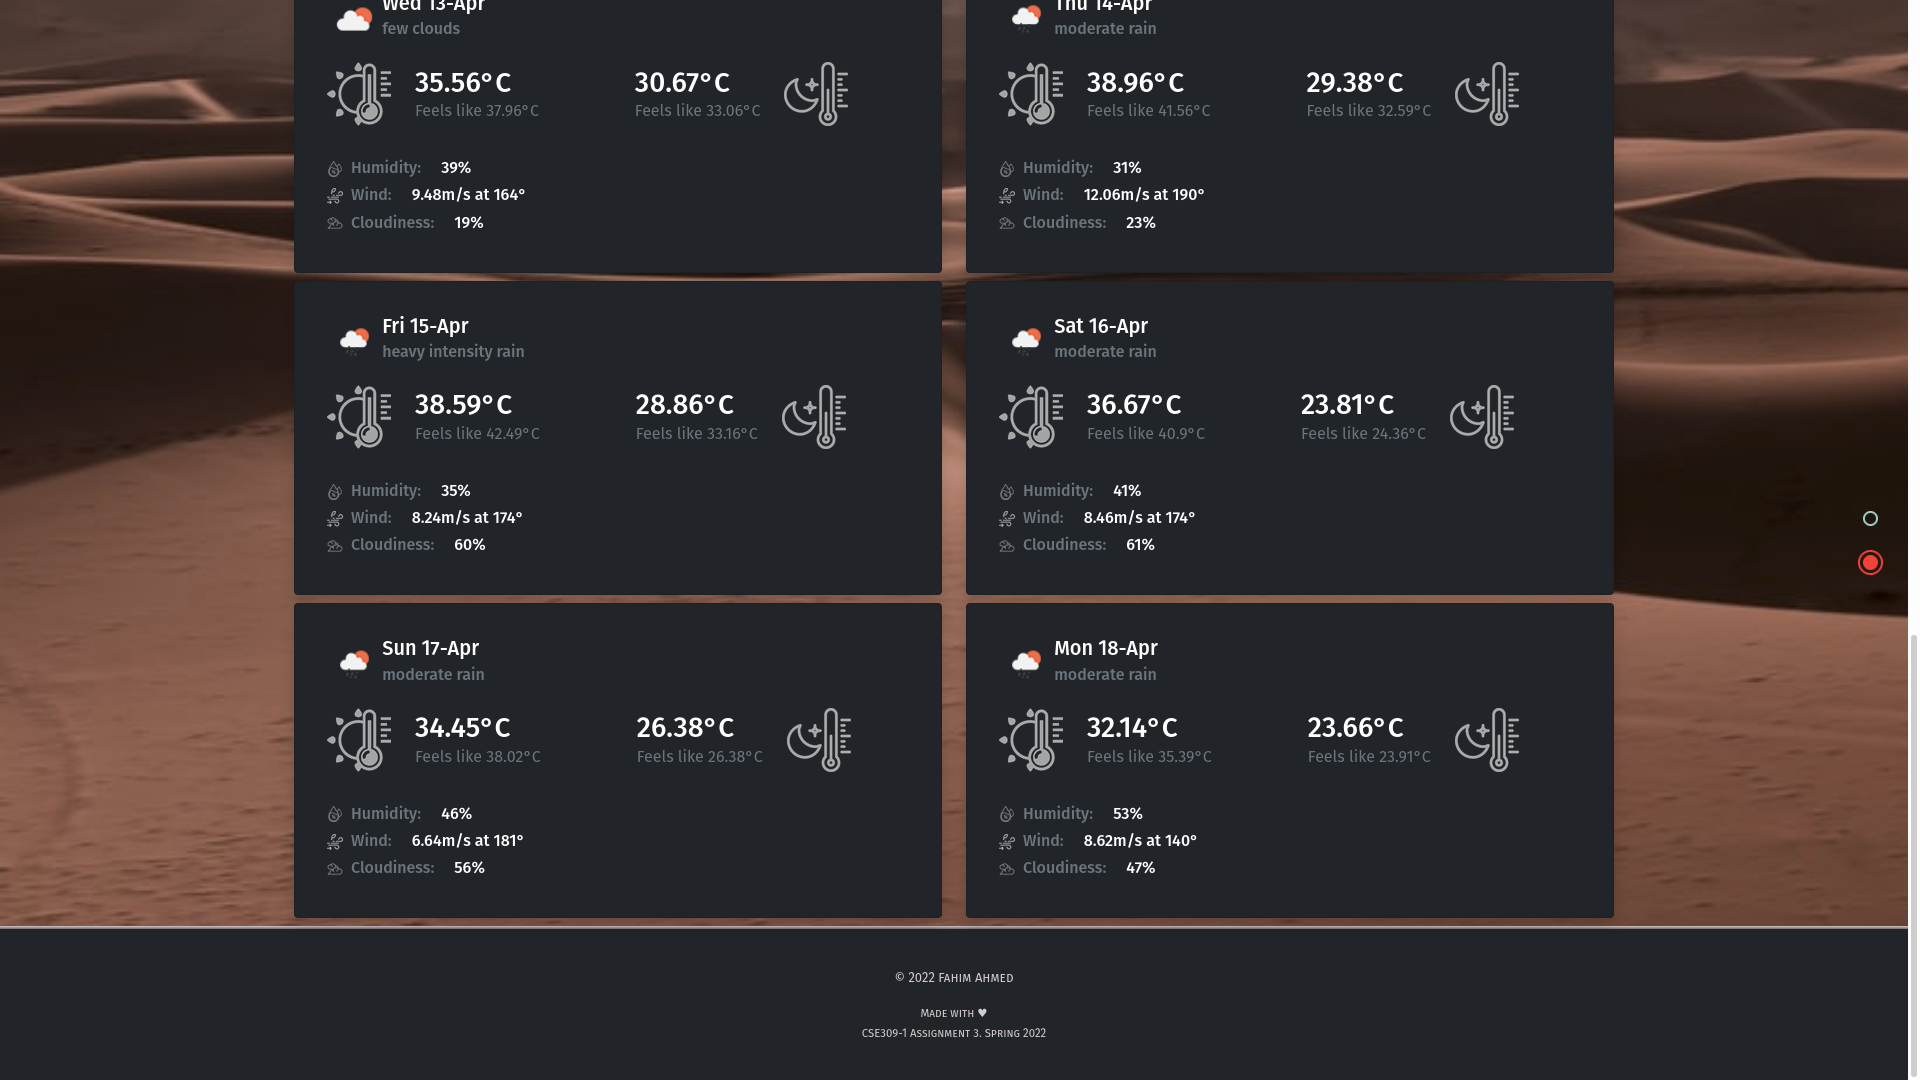 Wed 13-Apr
few clouds
35.56°C
Feels like 37.96°C
30.67°C
Feels like 33.06°C
Humidity: 39%
Wind: 9.48m/s at 164°
Cloudiness: 19%
Thu 14-Apr
moderate rain
38.96°C
Feels like 41.56°C
29.38°C
Feels like 32.59°C
Humidity: 31%
Wind: 12.06m/s at 190°
Cloudiness: 23%
Fri 15-Apr
heavy intensity rain
38.59°C
Feels like 42.49°C
28.86°C
Feels like 33.16°C
Humidity: 35%
Wind: 8.24m/s at 174°
Cloudiness: 60%
Sat 16-Apr
moderate rain
36.67°C
Feels like 40.9°C
23.81°C
Feels like 24.36°C
Humidity: 41%
Wind: 8.46m/s at 174°
Cloudiness: 61%
Sun 17-Apr
moderate rain
34.45°C
Feels like 38.02°C
26.38°C
Feels like 26.38°C
Humidity: 46%
Wind: 6.64m/s at 181°
Cloudiness: 56%
Mon 18-Apr
moderate rain
32.14°C
Feels like 35.39°C
23.66°C
Feels like 23.91°C
Humidity: 53%
Wind: 8.62m/s at 140°
Cloudiness: 47%
© 2022 Fahim Ahmed
Made with ♥
CSE309-1 Assignment 3. Spring 2022